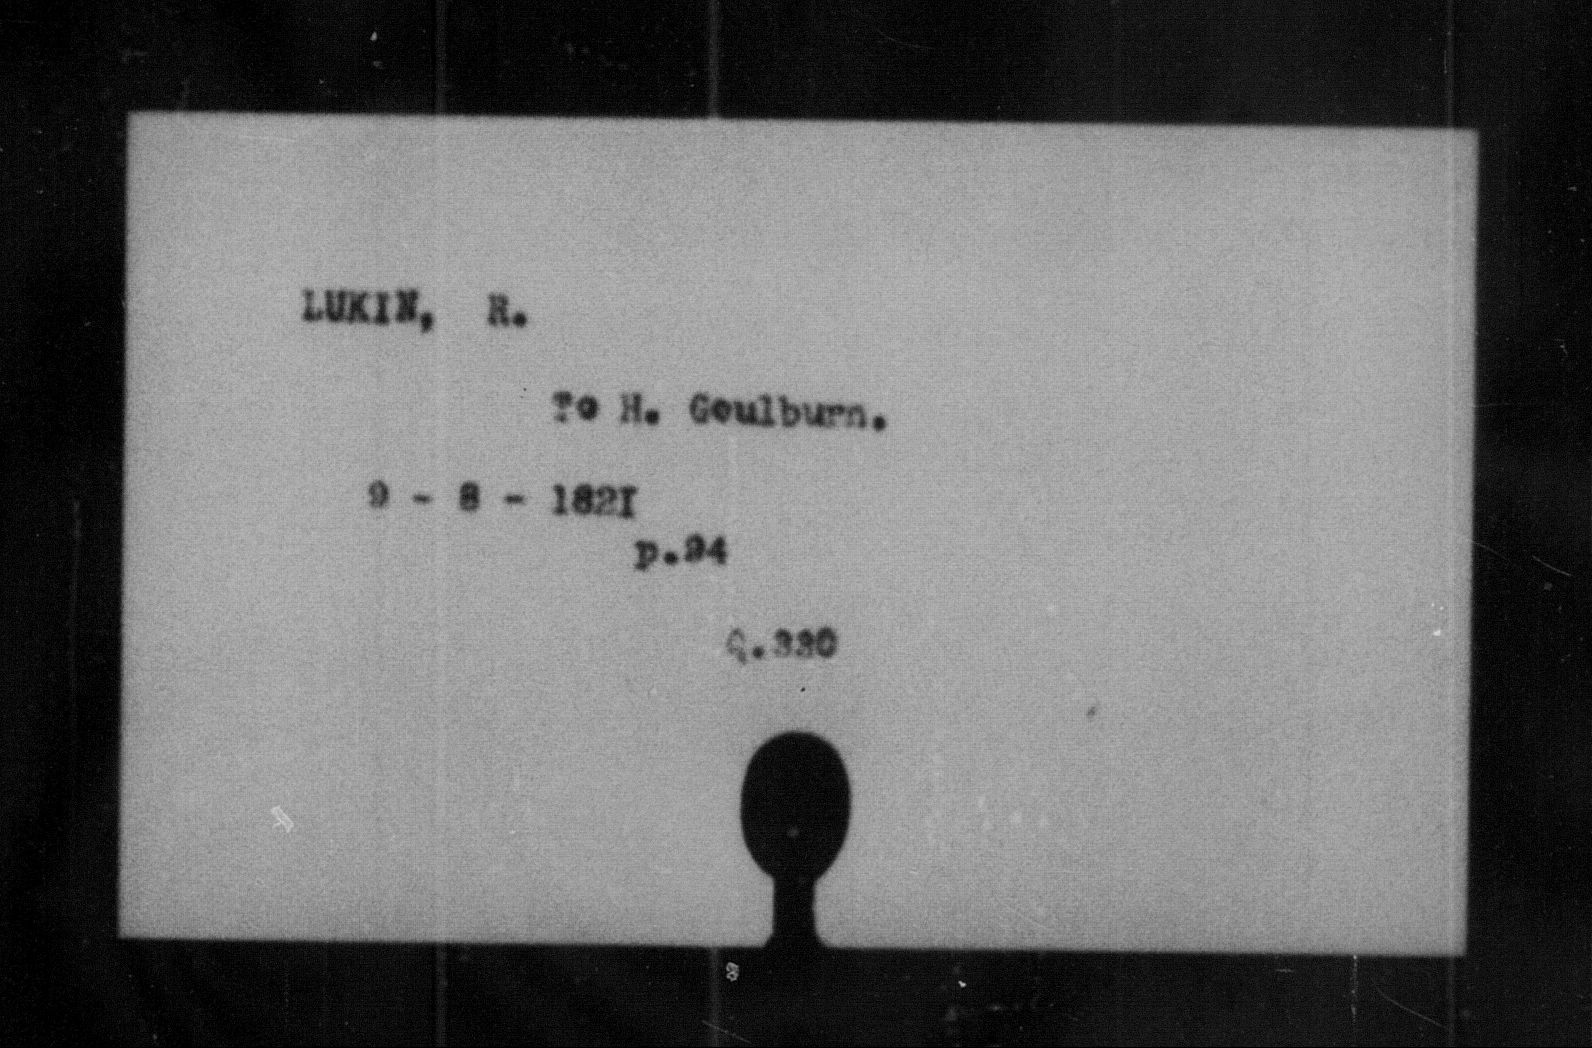 LUKIN, R.
To H. Goulburn.
9 - 8 - 182I
p.94
Q.330